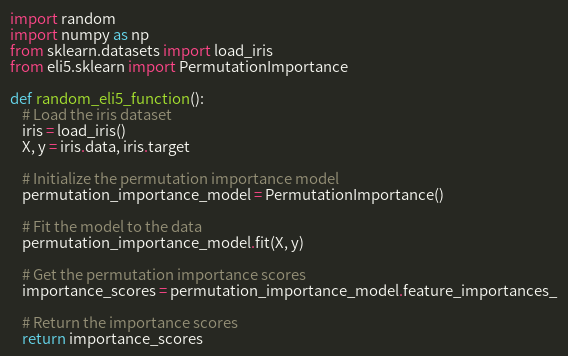 import random
import numpy as np
from sklearn.datasets import load_iris
from eli5.sklearn import PermutationImportance

def random_eli5_function():
    # Load the iris dataset
    iris = load_iris()
    X, y = iris.data, iris.target

    # Initialize the permutation importance model
    permutation_importance_model = PermutationImportance()

    # Fit the model to the data
    permutation_importance_model.fit(X, y)

    # Get the permutation importance scores
    importance_scores = permutation_importance_model.feature_importances_

    # Return the importance scores
    return importance_scores